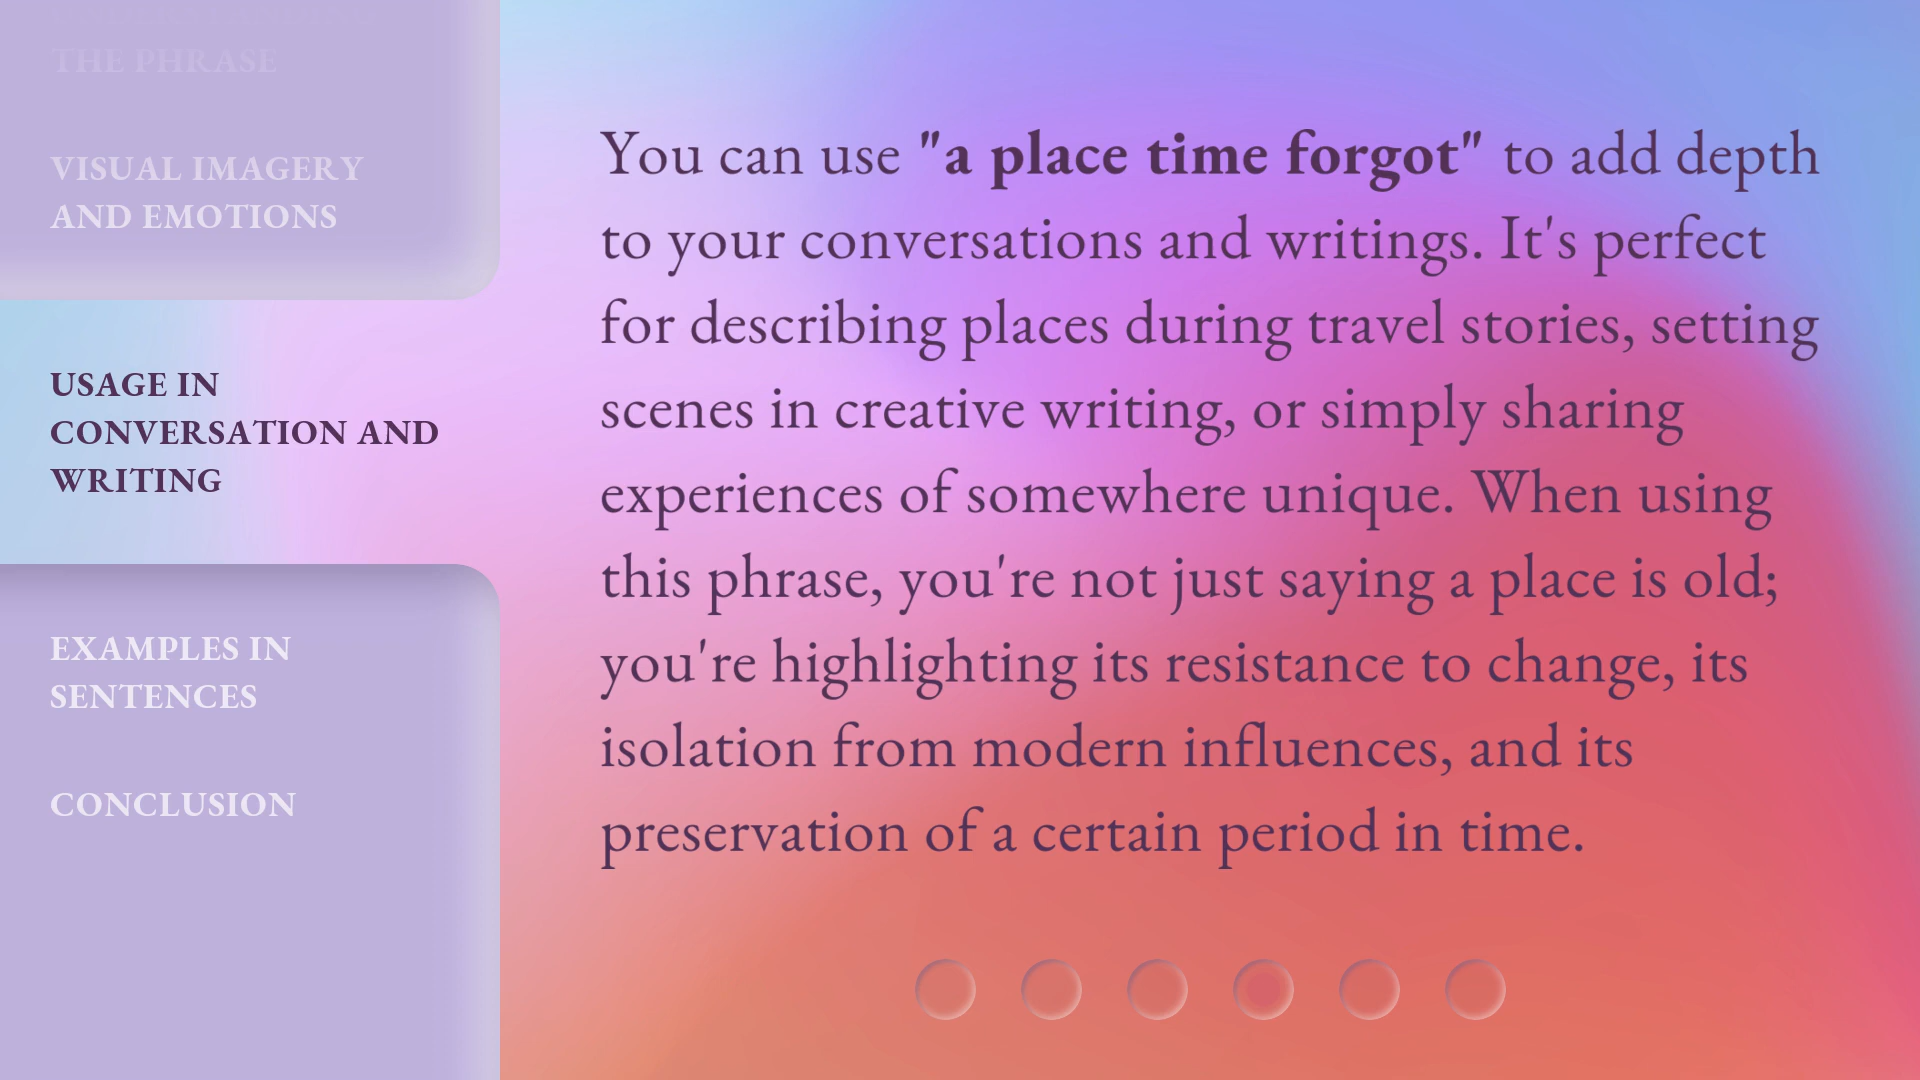 THE PHRASE
VISUAL IMAGERY
AND EMOTIONS
USAGE IN
CONVERSATION AND
WRITING
EXAMPLES IN
SENTENCES
CONCLUSION
You can use "a place time forgot" to add depth
to your conversations and writings. It's perfect
for describing places during travel stories, setting
scenes in creative writing, or simply sharing
experiences of somewhere unique. When using
this phrase, you're not just saying a place is old;
you're highlighting its resistance to change, its
isolation from modern influences, and its
preservation of a certain period in time.